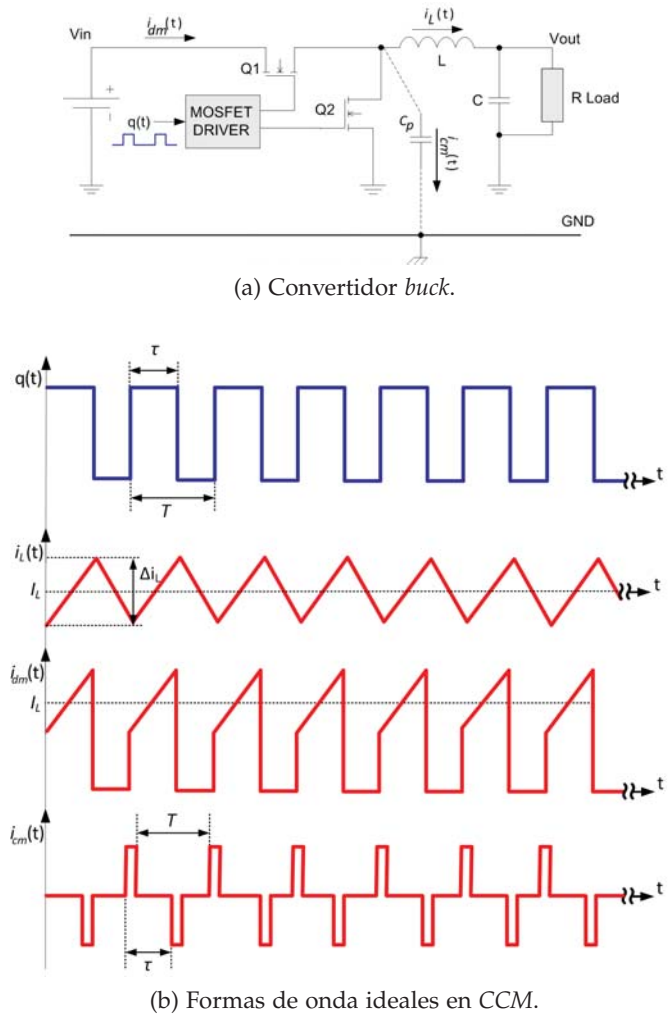 Vin
i_dm(t)
i_L(t)
Vout
Q1
L
+
-
MOSFET
DRIVER
q(t)
Q2
C_p
i_cm(t)
C
R Load
GND
(a) Convertidor buck.
q(t)
τ
T
t
i_L(t)
I_L
Δi_L
t
i_dm(t)
I_L
t
i_cm(t)
T
τ
t
(b) Formas de onda ideales en CCM.